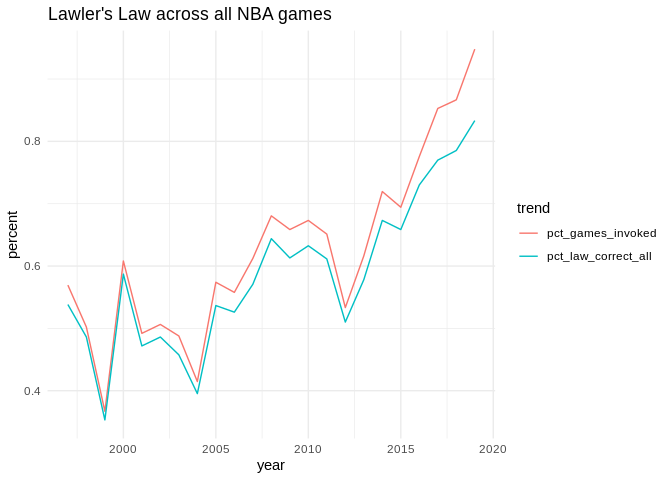 Lawler's Law across all NBA games
percent
0.8
0.6
0.4
2000 2005 2010 2015 2020
year
trend
pct_games_invoked
pct_law_correct_all